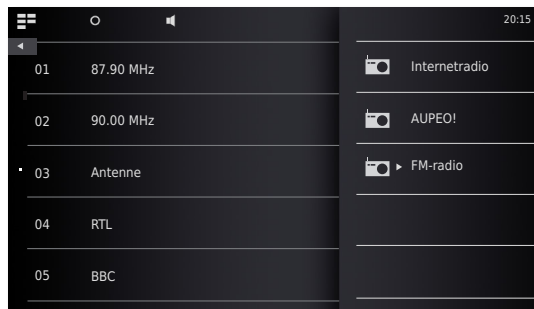 20:15
01 87.90 MHz
02 90.00 MHz
03 Antenne
04 RTL
05 BBC
Internetradio
AUPEO!
FM-radio